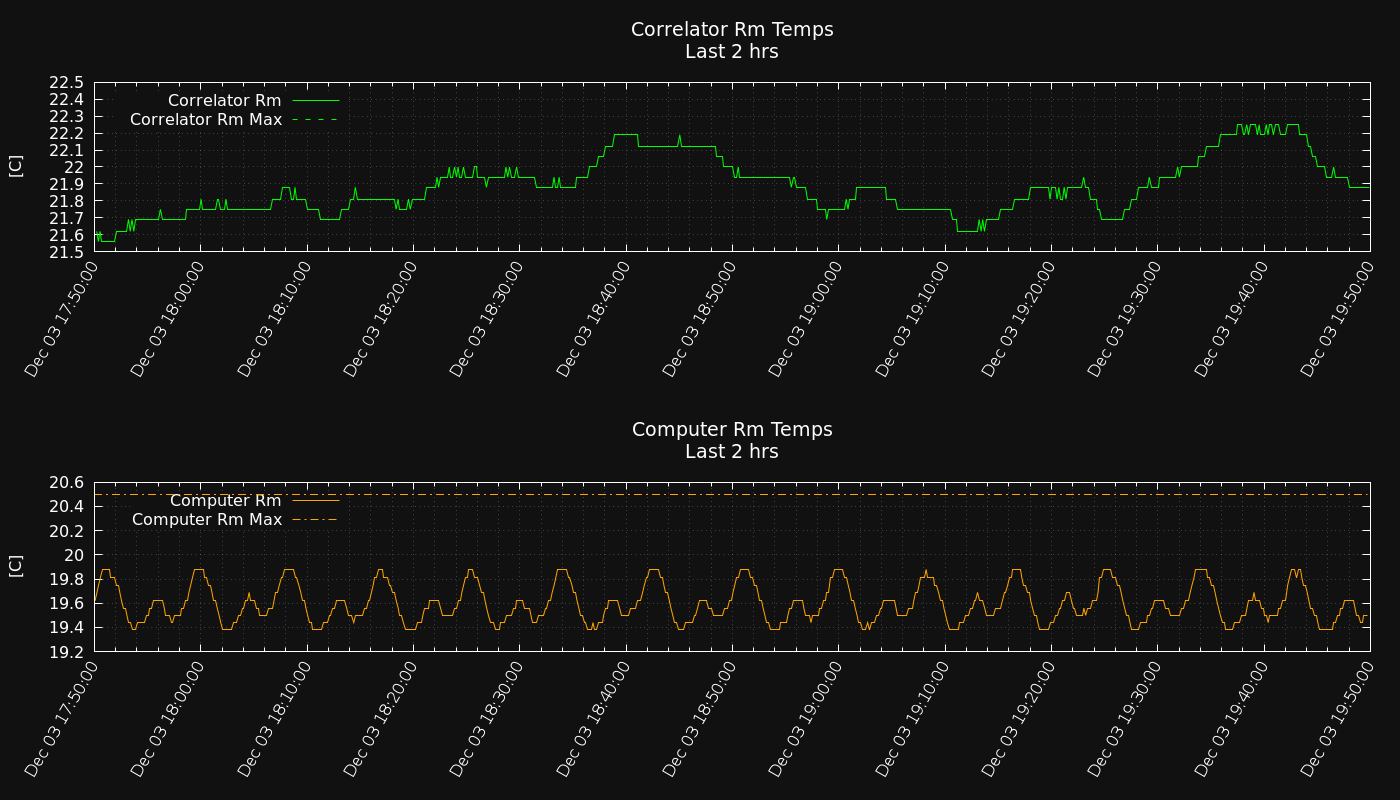 Correlator Rm Temps
Last 2 hrs
22.5
22.4
22.3
22.2
22.1
22
21.9
21.8
21.7
21.6
21.5
[C]
Correlator Rm
Correlator Rm Max
Dec 03 17:50:00
Dec 03 18:00:00
Dec 03 18:10:00
Dec 03 18:20:00
Dec 03 18:30:00
Dec 03 18:40:00
Dec 03 18:50:00
Dec 03 19:00:00
Dec 03 19:10:00
Dec 03 19:20:00
Dec 03 19:30:00
Dec 03 19:40:00
Dec 03 19:50:00
Computer Rm Temps
Last 2 hrs
20.6
20.4
20.2
20
19.8
19.6
19.4
19.2
[C]
Computer Rm
Computer Rm Max
Dec 03 17:50:00
Dec 03 18:00:00
Dec 03 18:10:00
Dec 03 18:20:00
Dec 03 18:30:00
Dec 03 18:40:00
Dec 03 18:50:00
Dec 03 19:00:00
Dec 03 19:10:00
Dec 03 19:20:00
Dec 03 19:30:00
Dec 03 19:40:00
Dec 03 19:50:00